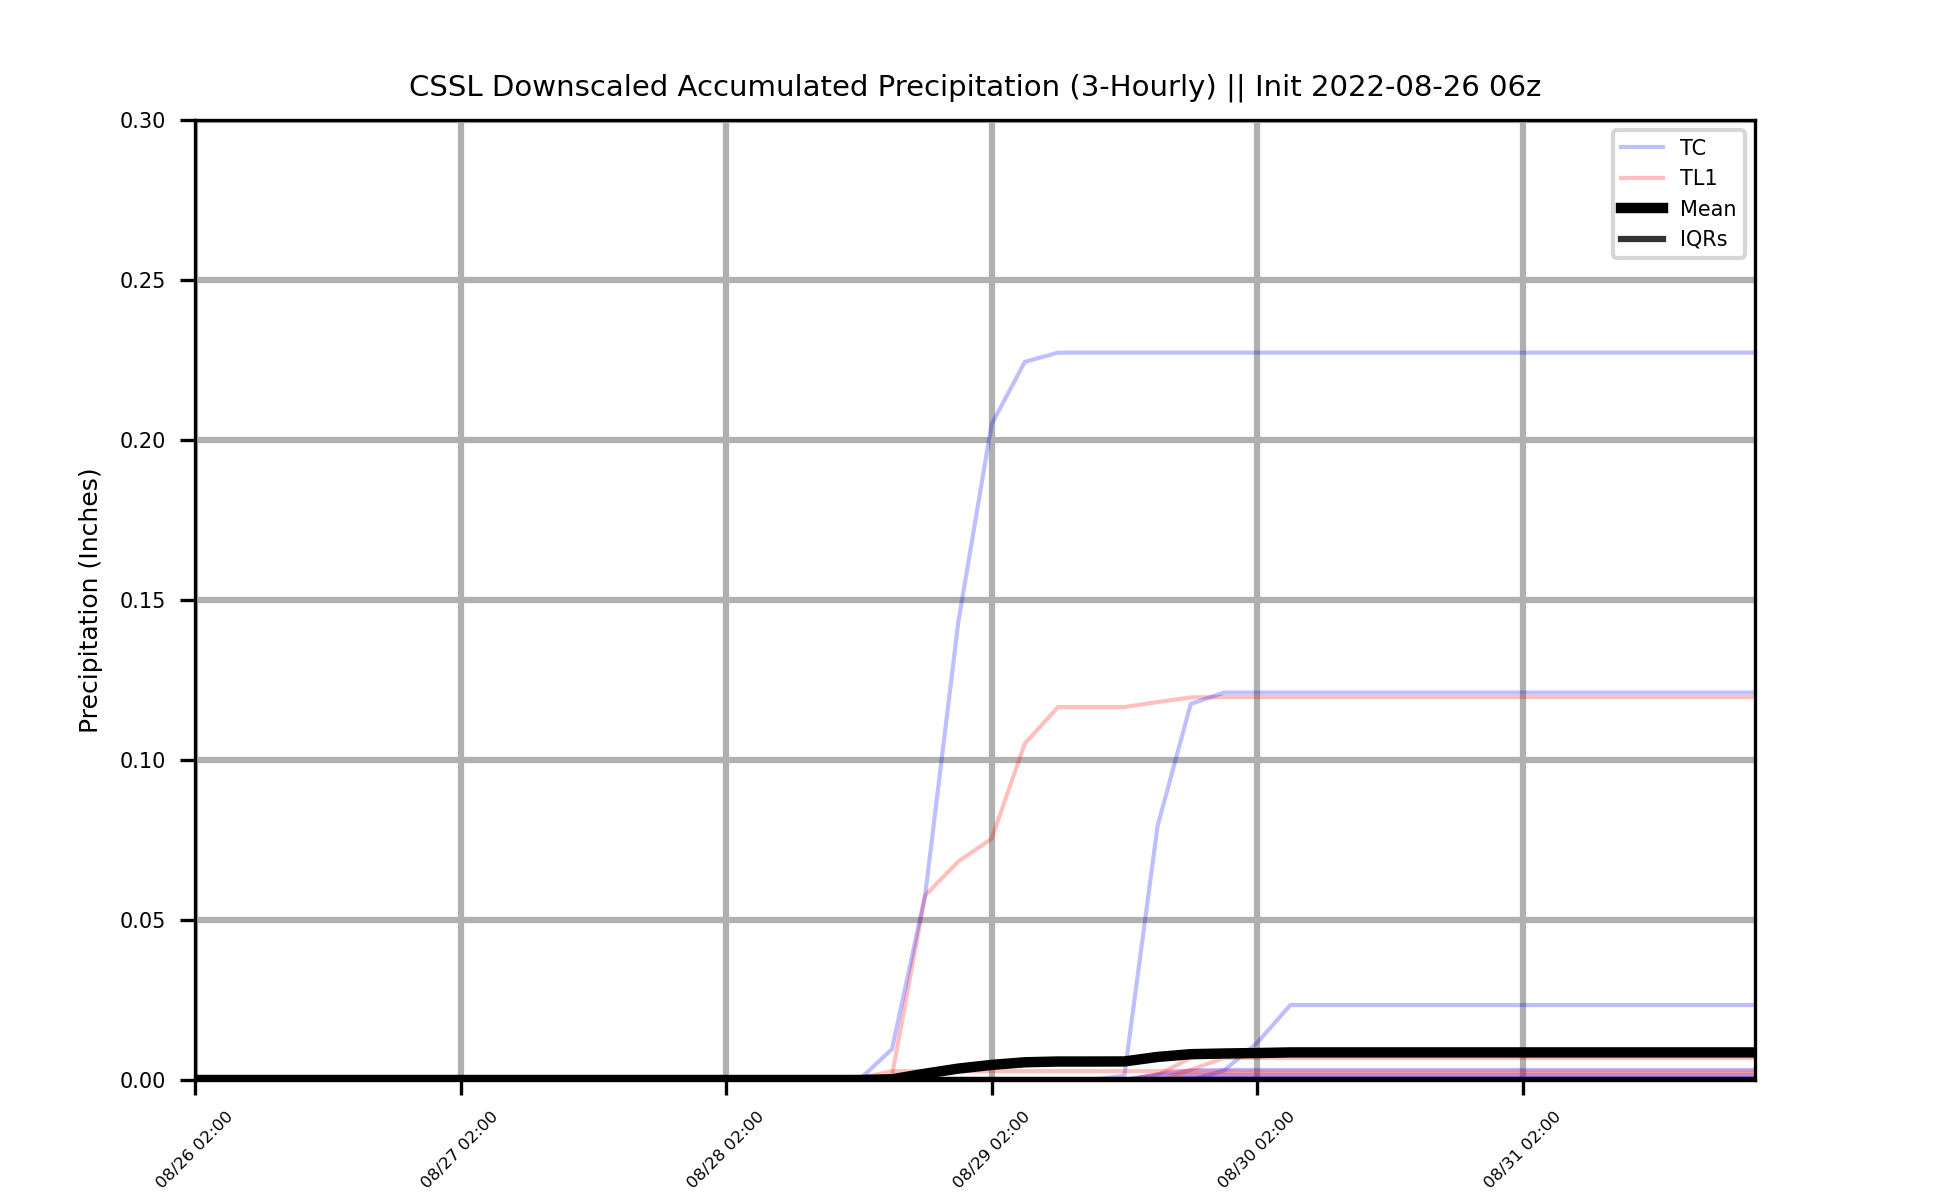 CSSL Downscaled Accumulated Precipitation (3-Hourly) || Init 2022-08-26 06z
TC
TL1
Mean
IQRs
Precipitation (Inches)
0.30
0.25
0.20
0.15
0.10
0.05
0.00
08/26 02:00
08/27 02:00
08/28 02:00
08/29 02:00
08/30 02:00
08/31 02:00